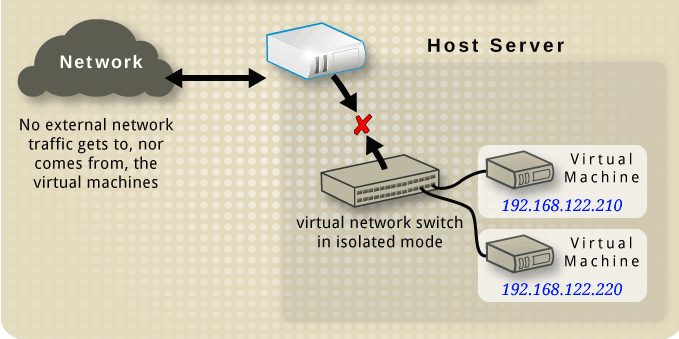 Network
Host Server
No external network
traffic gets to, nor
comes from, the
virtual machines
virtual network switch
in isolated mode
Virtual
Machine
192.168.122.210
Virtual
Machine
192.168.122.220